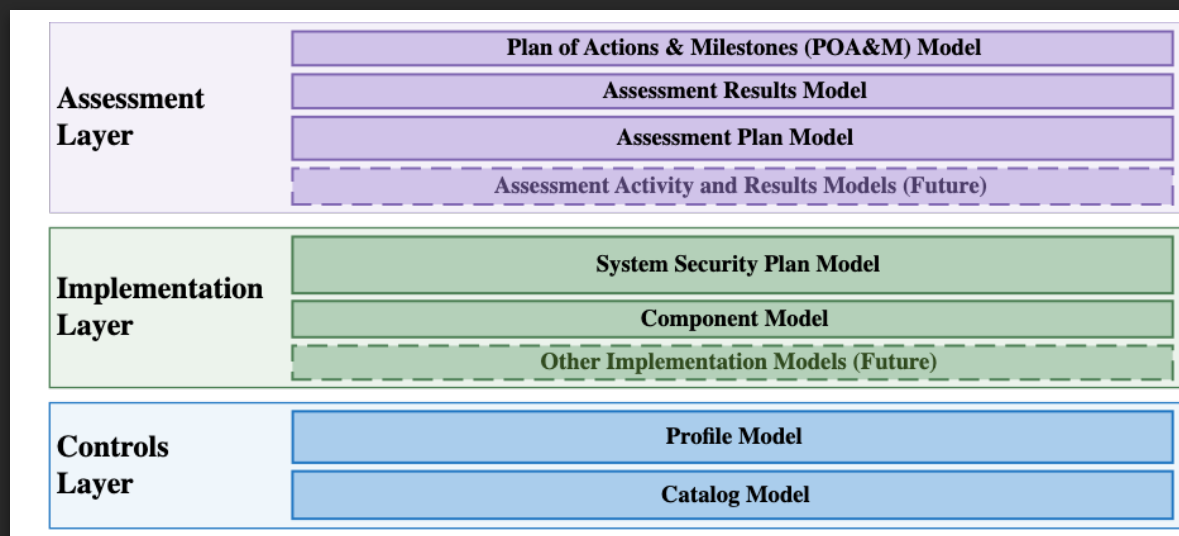 Assessment
Layer
Plan of Actions & Milestones (POA&M) Model
Assessment Results Model
Assessment Plan Model
Assessment Activity and Results Models (Future)
Implementation
Layer
System Security Plan Model
Component Model
Other Implementation Models (Future)
Controls
Layer
Profile Model
Catalog Model